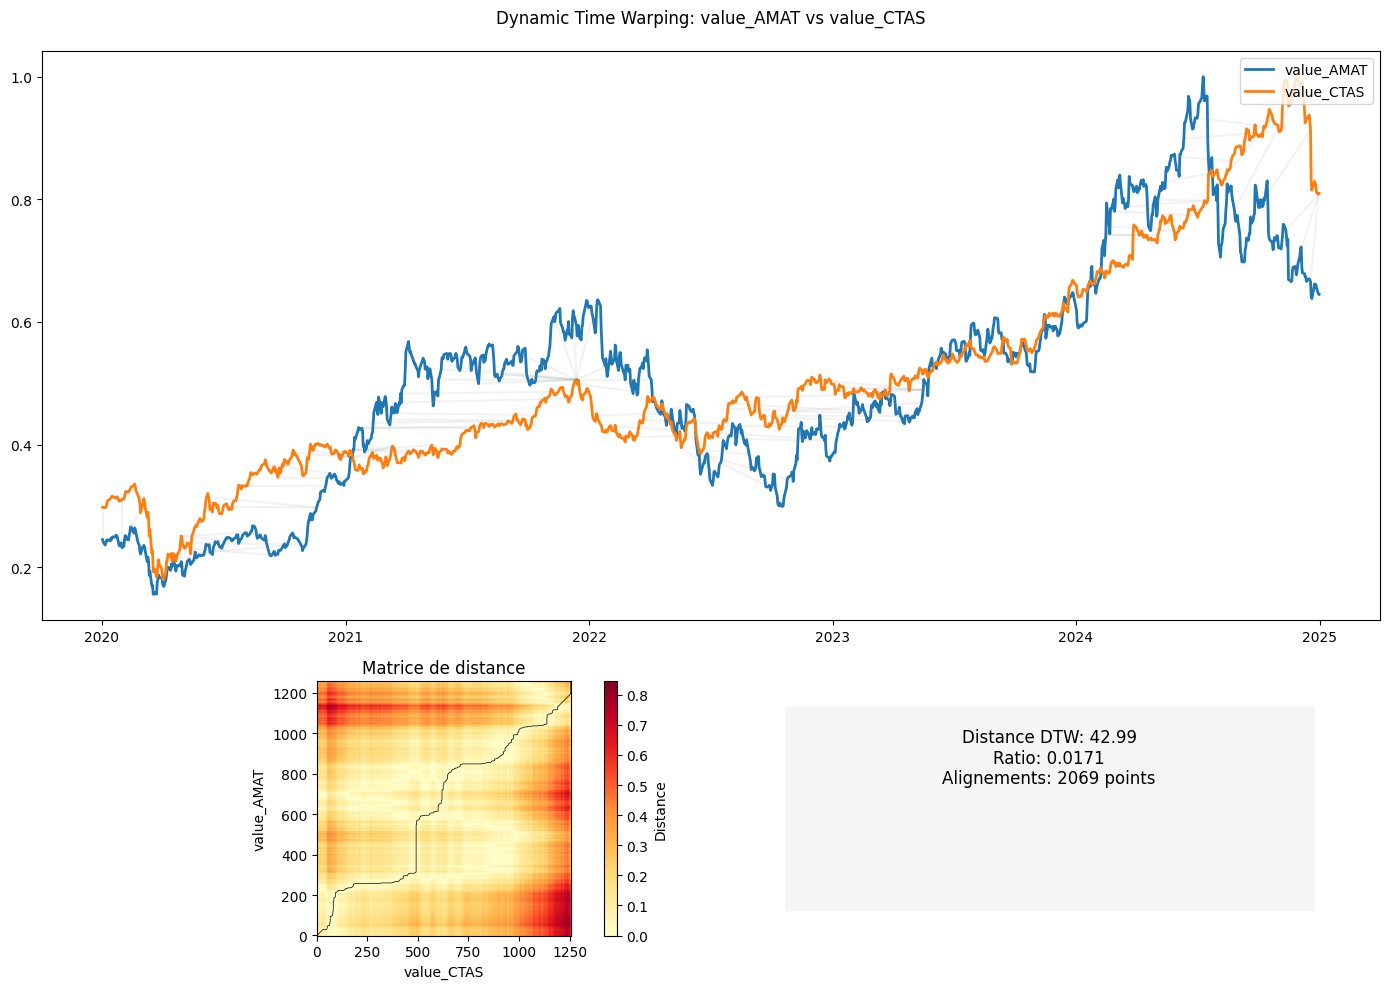 Dynamic Time Warping: value_AMAT vs value_CTAS
value_AMAT
value_CTAS
1.0
0.8
0.6
0.4
0.2
2020 2021 2022 2023 2024 2025
Matrice de distance
value_AMAT
1200
1000
800
600
400
200
0
0 250 500 750 1000 1250
value_CTAS
0.8
0.7
0.6
0.5
0.4
0.3
0.2
0.1
0.0
Distance
Distance DTW: 42.99
Ratio: 0.0171
Alignements: 2069 points